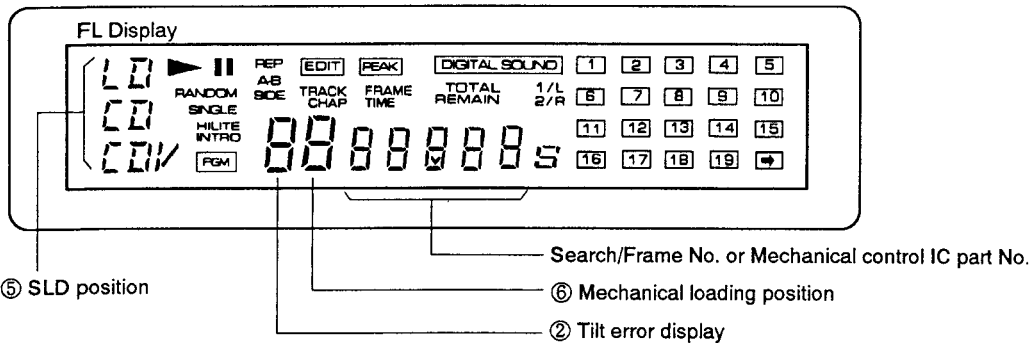 FL Display
LD REP EDIT PEAK DIGITAL SOUND 1 2 3 4 5
A-B
RANDOM SIDE TRACK FRAME TOTAL 1/L 6 7 8 9 10
SINGLE CHAP TIME REMAIN 2/R
CD HILITE 11 12 13 14 15
INTRO
CDV PGM 88 88888 S 16 17 18 19
Search/Frame No. or Mechanical control IC part No.
⑤ SLD position
⑥ Mechanical loading position
② Tilt error display